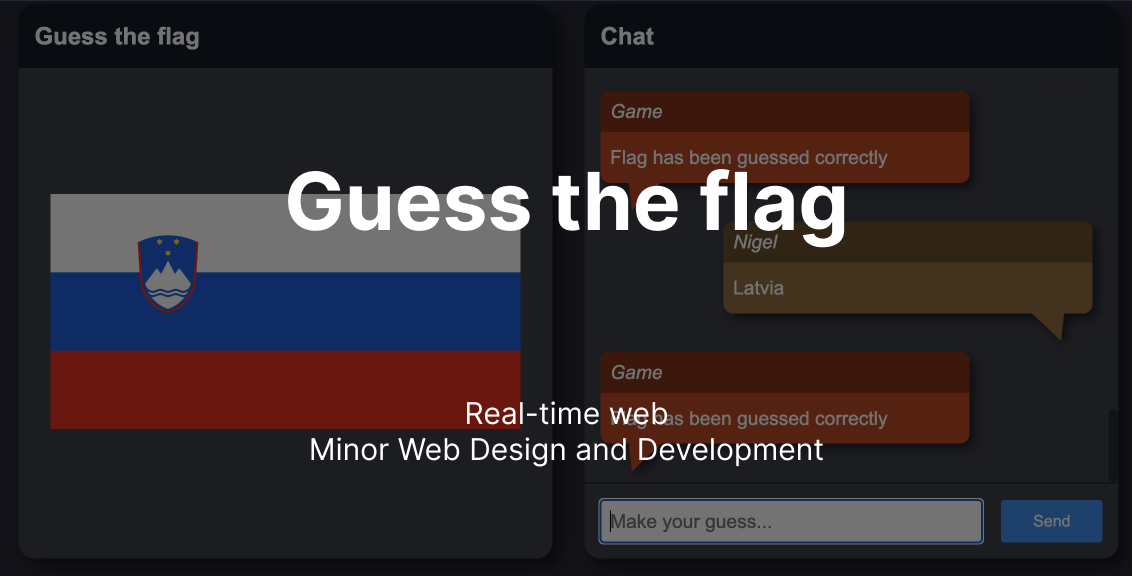 Guess the flag
Chat
Game
Flag has been guessed correctly
Guess the flag
Nigel
Latvia
Game
Flag has been guessed correctly
Real-time web
Minor Web Design and Development
Make your guess...
Send